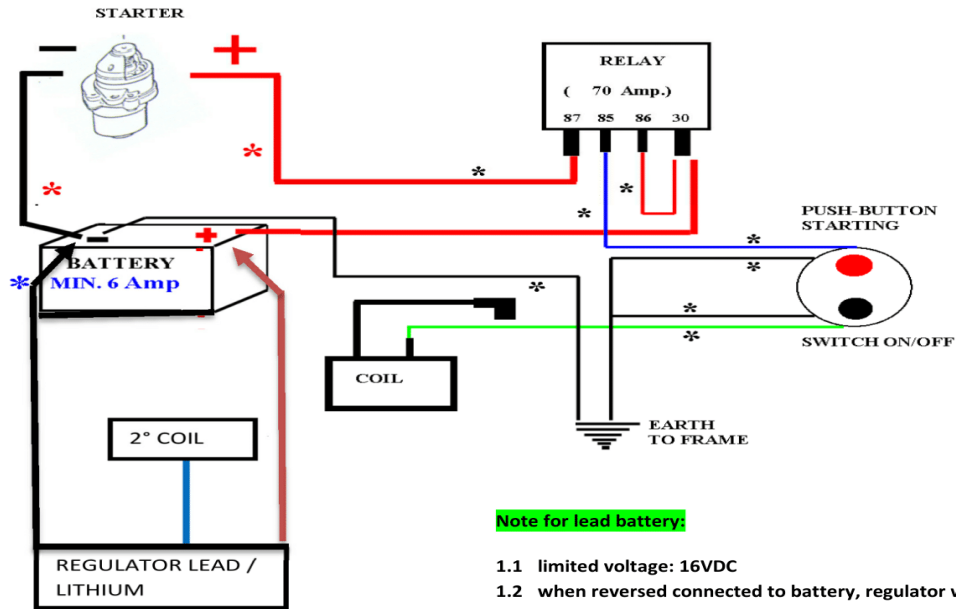 STARTER
− +
RELAY
( 70 Amp.)
87 85 86 30
*
*
*
*
*
PUSH-BUTTON
STARTING
− +
BATTERY
* MIN. 6 Amp
*
*
*
*
*
SWITCH ON/OFF
COIL
EARTH
TO FRAME
2° COIL
REGULATOR LEAD /
LITHIUM
Note for lead battery:
1.1 limited voltage: 16VDC
1.2 when reversed connected to battery, regulator